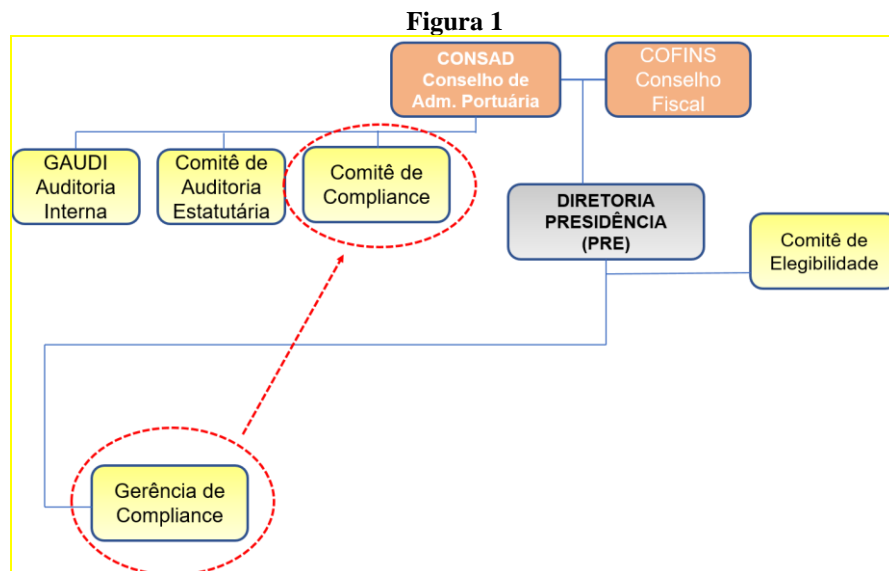 Figura 1
CONSAD
Conselho de
Adm. Portuária
COFINS
Conselho
Fiscal
GAUDI
Auditoria
Interna
Comitê de
Auditoria
Estatutária
Comitê de
Compliance
DIRETORIA
PRESIDÊNCIA
(PRE)
Comitê de
Elegibilidade
Gerência de
Compliance